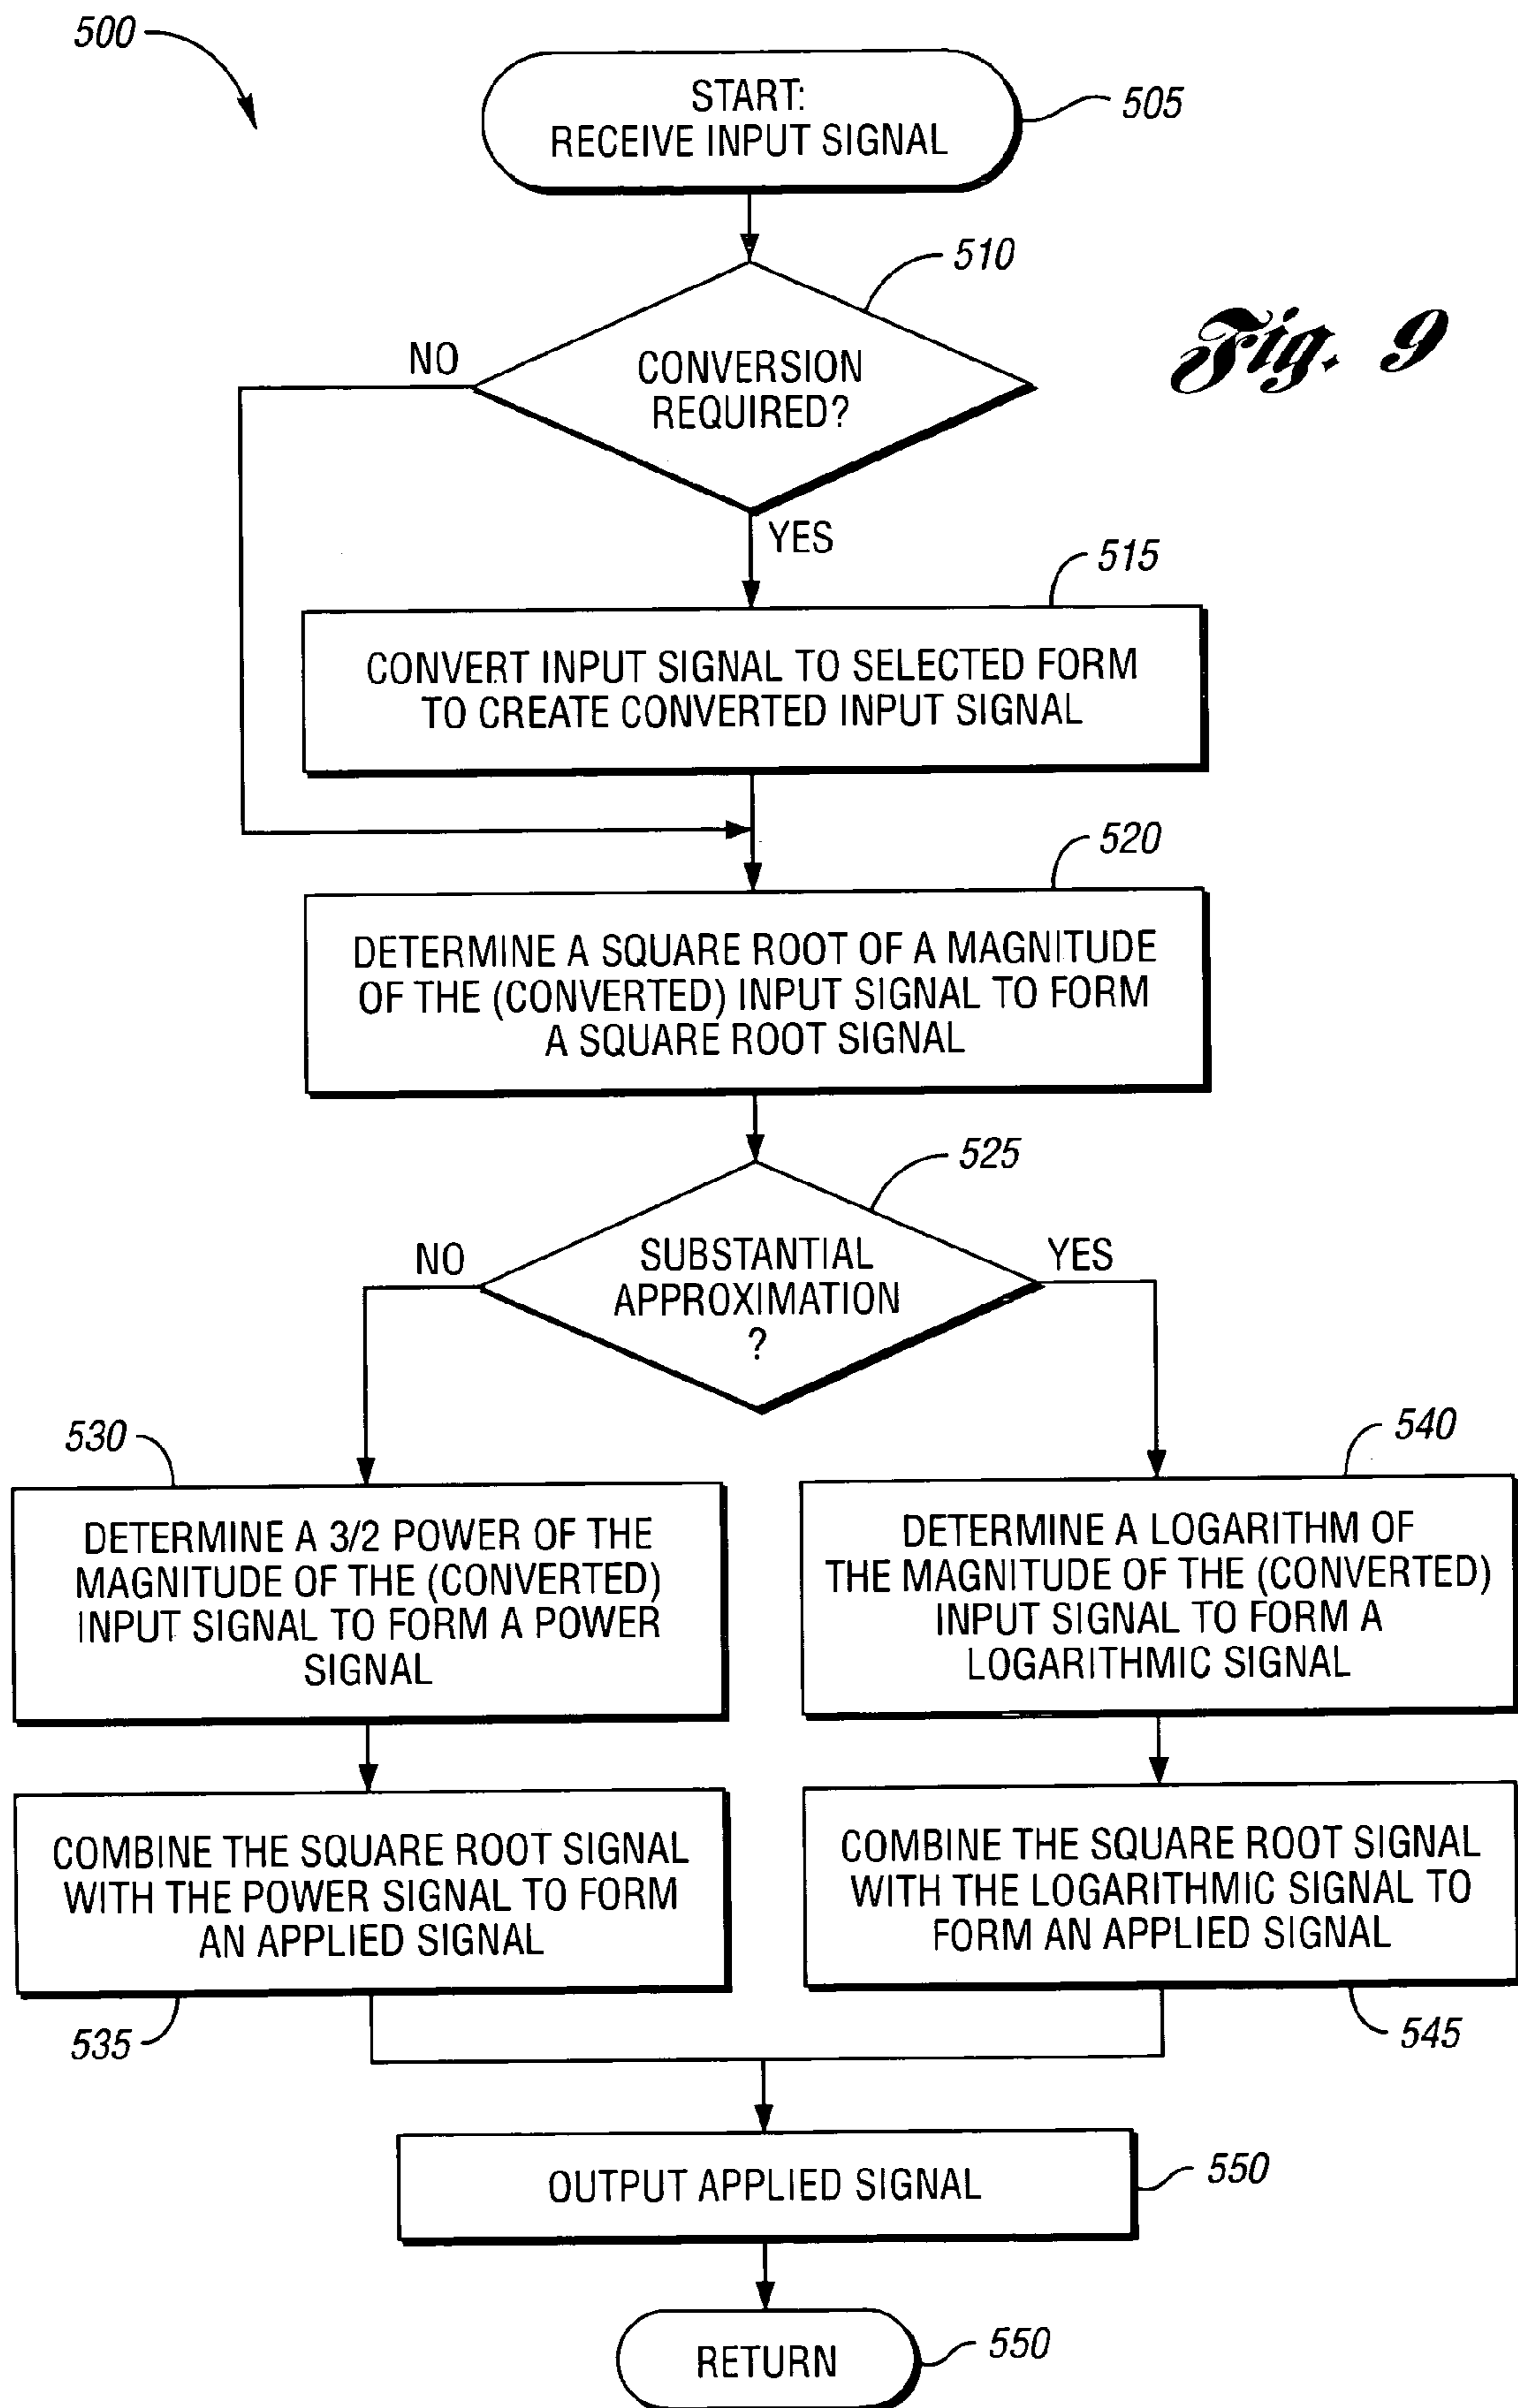 500
START:
RECEIVE INPUT SIGNAL
505
510
Fig. 9
NO
CONVERSION
REQUIRED?
YES
515
CONVERT INPUT SIGNAL TO SELECTED FORM
TO CREATE CONVERTED INPUT SIGNAL
520
DETERMINE A SQUARE ROOT OF A MAGNITUDE
OF THE (CONVERTED) INPUT SIGNAL TO FORM
A SQUARE ROOT SIGNAL
525
NO
SUBSTANTIAL
APPROXIMATION
?
YES
530
DETERMINE A 3/2 POWER OF THE
MAGNITUDE OF THE (CONVERTED)
INPUT SIGNAL TO FORM A POWER
SIGNAL
540
DETERMINE A LOGARITHM OF
THE MAGNITUDE OF THE (CONVERTED)
INPUT SIGNAL TO FORM A
LOGARITHMIC SIGNAL
COMBINE THE SQUARE ROOT SIGNAL
WITH THE POWER SIGNAL TO FORM
AN APPLIED SIGNAL
535
COMBINE THE SQUARE ROOT SIGNAL
WITH THE LOGARITHMIC SIGNAL TO
FORM AN APPLIED SIGNAL
545
OUTPUT APPLIED SIGNAL
550
RETURN
550